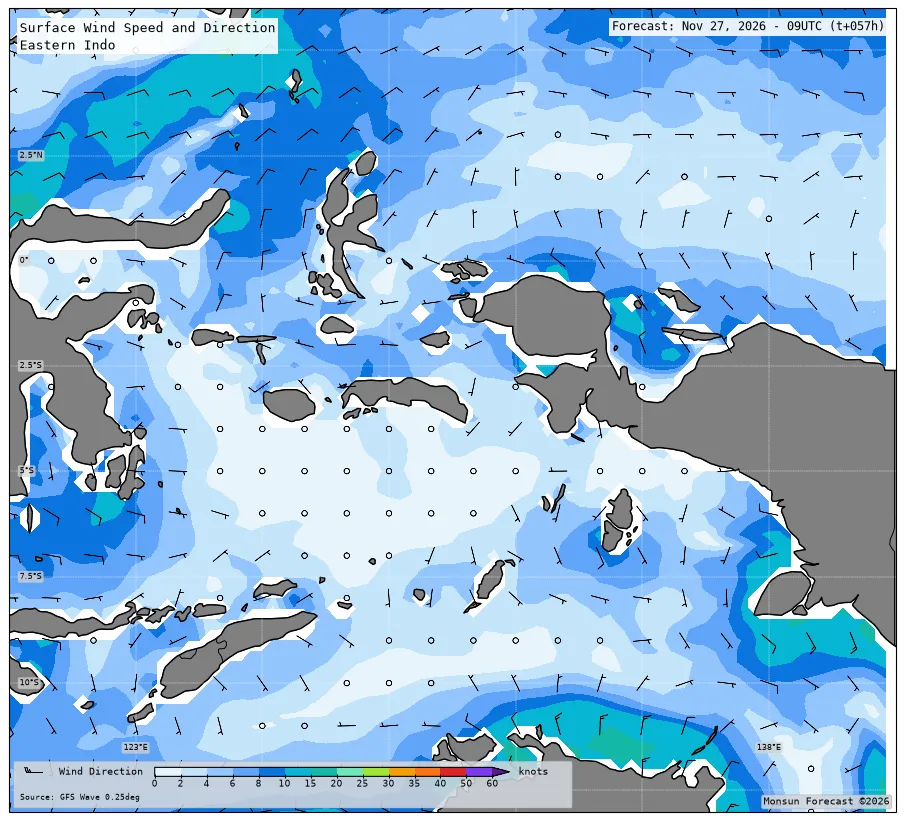 Surface Wind Speed and Direction
Eastern Indo
Forecast: Nov 27, 2026 - 09UTC (t+057h)
2.5°N
0°
2.5°S
5°S
7.5°S
10°S
123°E
138°E
Wind Direction
knots
0 2 4 6 8 10 15 20 25 30 35 40 45 50 60
Source: GFS Wave 0.25deg
Monsun Forecast ©2026